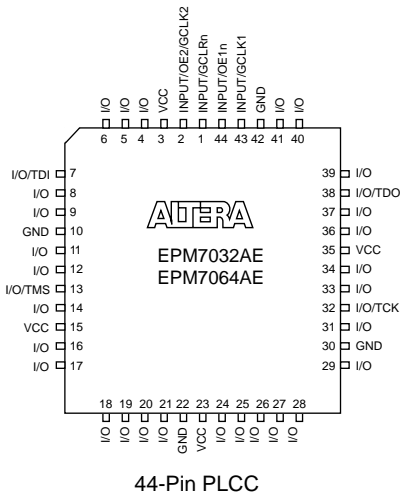 I/O I/O I/O VCC INPUT/OE2/GCLK2 INPUT/GCLRn INPUT/OE1n INPUT/GCLK1 GND I/O I/O
6 5 4 3 2 1 44 43 42 41 40
I/O/TDI 7 39 I/O
I/O 8 38 I/O/TDO
I/O 9 37 I/O
GND 10 36 I/O
I/O 11 35 VCC
I/O 12 34 I/O
I/O/TMS 13 33 I/O
I/O 14 32 I/O/TCK
VCC 15 31 I/O
I/O 16 30 GND
I/O 17 29 I/O
ALTERA
EPM7032AE
EPM7064AE
18 19 20 21 22 23 24 25 26 27 28
I/O I/O I/O I/O GND VCC I/O I/O I/O I/O I/O
44-Pin PLCC